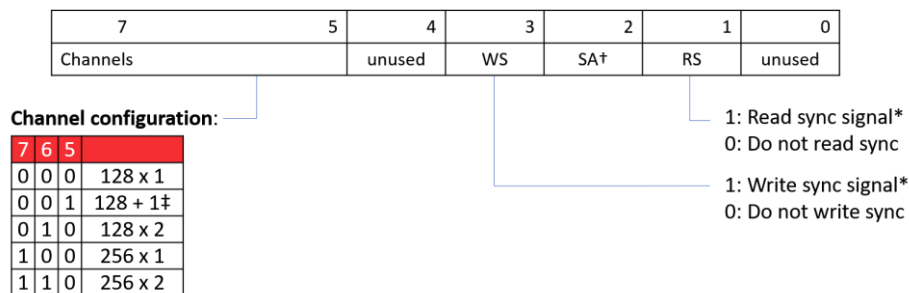 7 5 4 3 2 1 0
Channels unused WS SA† RS unused
Channel configuration:
7 6 5
0 0 0 128 x 1
0 0 1 128 + 1‡
0 1 0 128 x 2
1 0 0 256 x 1
1 1 0 256 x 2
1: Read sync signal*
0: Do not read sync
1: Write sync signal*
0: Do not write sync